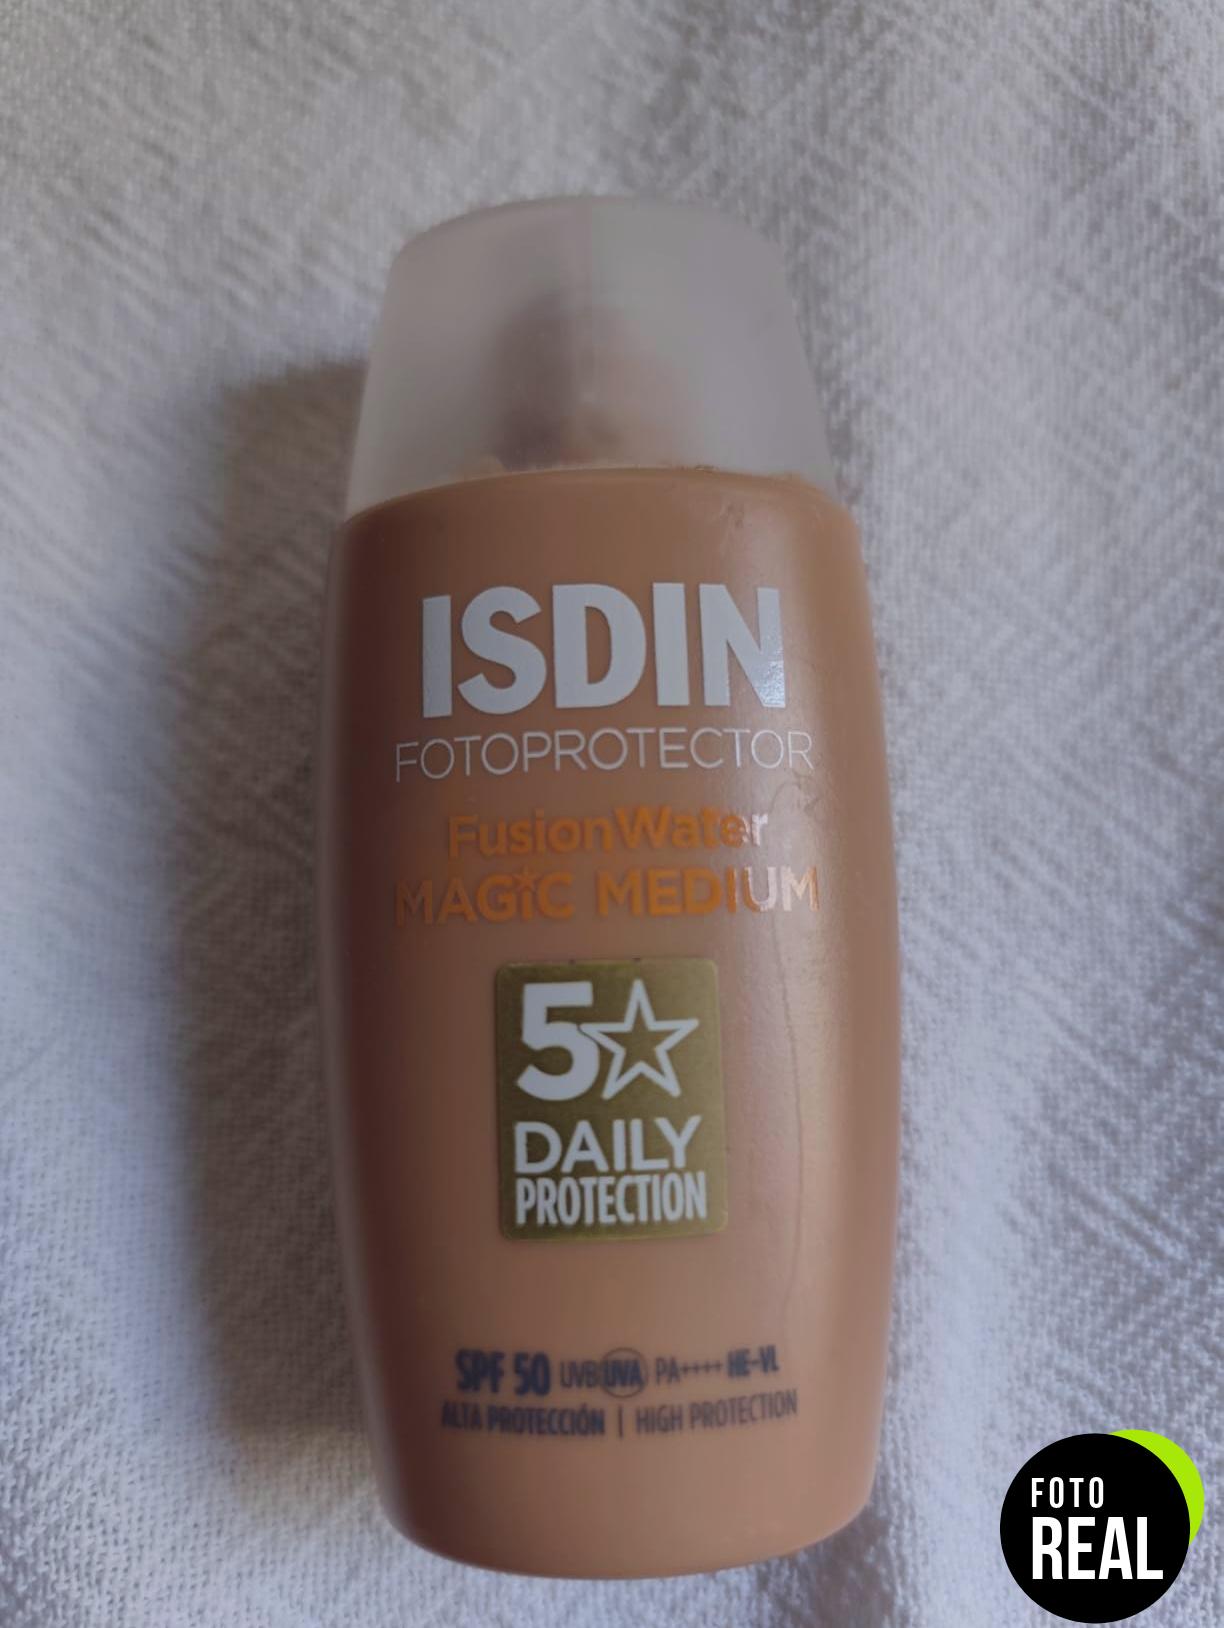 ISDIN
FOTOPROTECTOR
FusionWater
MAGIC MEDIUM
5
DAILY
PROTECTION
SPF 50 UVB UVA PA++++ HE-VL
ALTA PROTECCIÓN | HIGH PROTECTION
FOTO
REAL